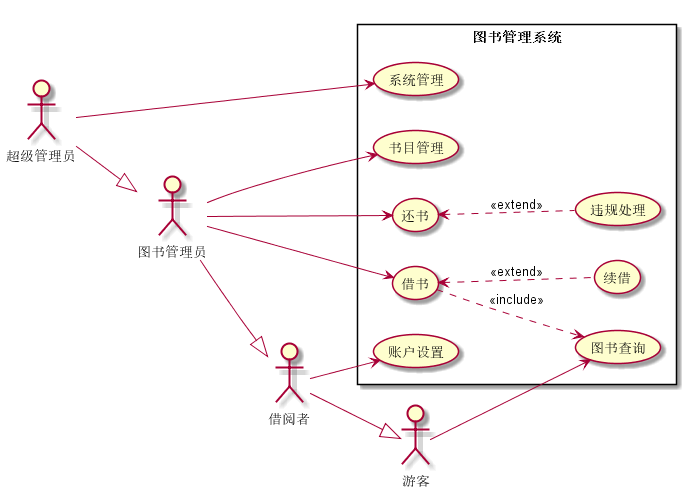 图书管理系统
系统管理
超级管理员
书目管理
还书
«extend»
违规处理
图书管理员
借书
«extend»
续借
«include»
账户设置
图书查询
借阅者
游客